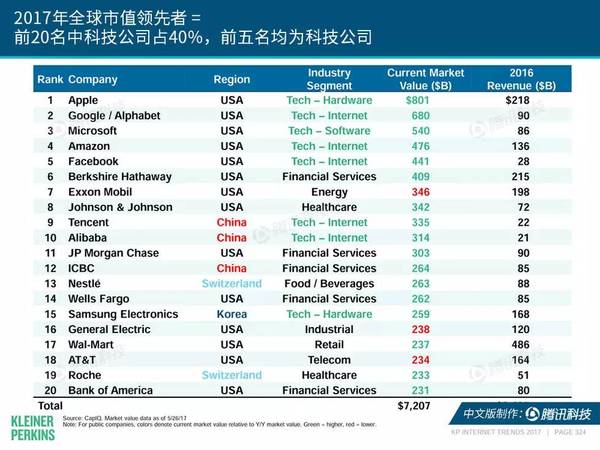 2017年全球市值领先者 =
前20名中科技公司占40%，前五名均为科技公司
Rank Company Region Industry Segment Current Market Value ($B) 2016 Revenue ($B)
1 Apple USA Tech – Hardware $801 $218
2 Google / Alphabet USA Tech – Internet 680 90
3 Microsoft USA Tech – Software 540 86
4 Amazon USA Tech – Internet 476 136
5 Facebook USA Tech – Internet 441 28
6 Berkshire Hathaway USA Financial Services 409 215
7 Exxon Mobil USA Energy 346 198
8 Johnson & Johnson USA Healthcare 342 72
9 Tencent China Tech – Internet 335 22
10 Alibaba China Tech – Internet 314 21
11 JP Morgan Chase USA Financial Services 303 90
12 ICBC China Financial Services 264 85
13 Nestlé Switzerland Food / Beverages 263 88
14 Wells Fargo USA Financial Services 262 85
15 Samsung Electronics Korea Tech – Hardware 259 168
16 General Electric USA Industrial 238 120
17 Wal-Mart USA Retail 237 486
18 AT&T USA Telecom 234 164
19 Roche Switzerland Healthcare 233 51
20 Bank of America USA Financial Services 231 80
Total $7,207
Source: CapIQ. Market value data as of 5/26/17
Note: For public companies, colors denote current market value relative to Y/Y market value. Green = higher, red = lower.
KLEINER
PERKINS
中文版制作：腾讯科技
KP INTERNET TRENDS 2017 | PAGE 324
腾讯科技